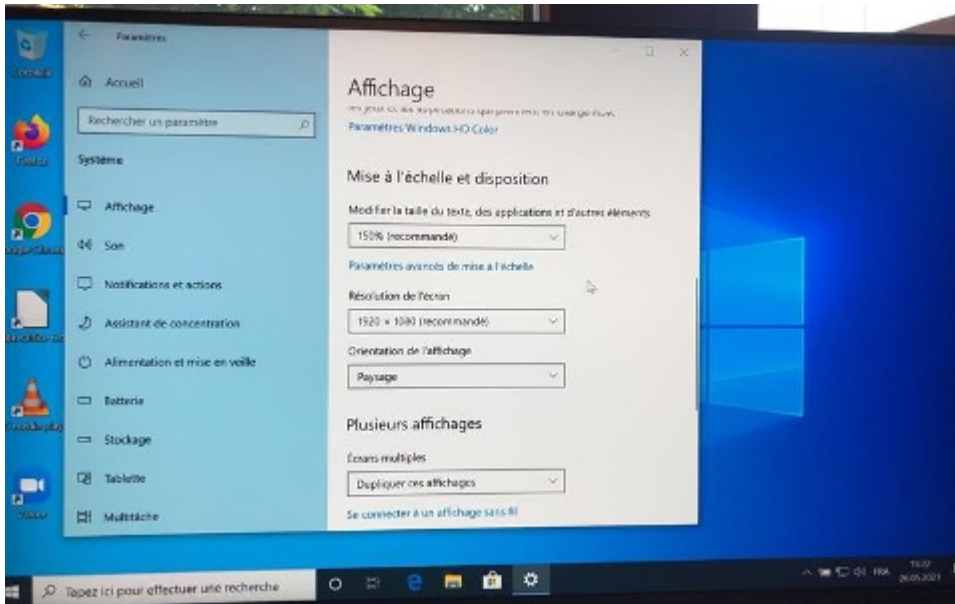 Paramètres
Accueil
Rechercher un paramètre
Système
Affichage
Son
Notifications et actions
Assistant de concentration
Alimentation et mise en veille
Batterie
Stockage
Tablette
Multitâche
Affichage
Paramètres Windows HD Color
Mise à l'échelle et disposition
Modifier la taille du texte, des applications et d'autres éléments
150% (recommandé)
Paramètres avancés de mise à l'échelle
Résolution de l'écran
1920 × 1080 (recommandé)
Orientation de l'affichage
Paysage
Plusieurs affichages
Écrans multiples
Dupliquer ces affichages
Se connecter à un affichage sans fil
Firefox
Tapez ici pour effectuer une recherche
FRA
26.05.2021